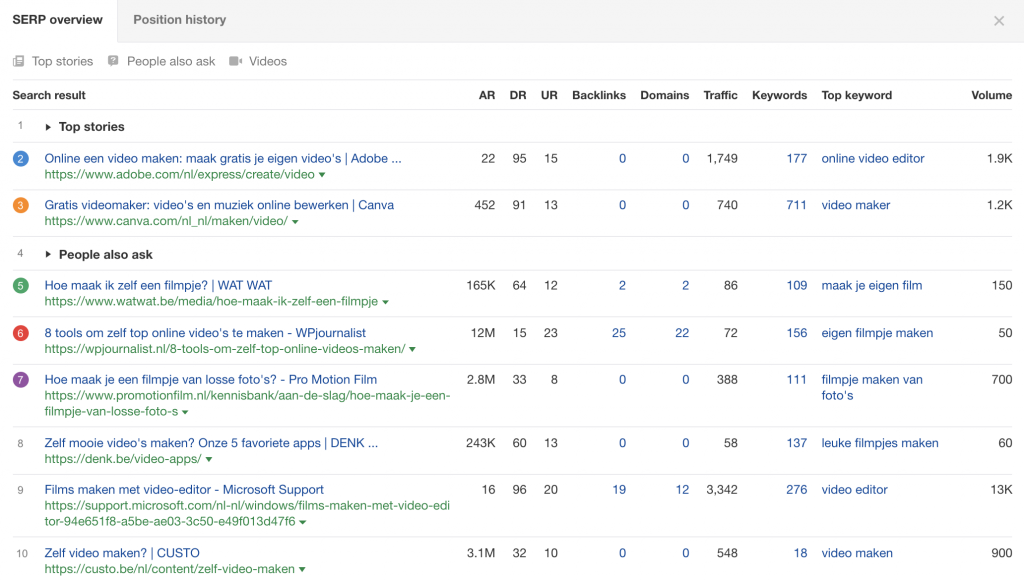 SERP overview Position history
Top stories People also ask Videos
Search result AR DR UR Backlinks Domains Traffic Keywords Top keyword Volume
1 Top stories
2 Online een video maken: maak gratis je eigen video's | Adobe ... 22 95 15 0 0 1,749 177 online video editor 1.9K
https://www.adobe.com/nl/express/create/video
3 Gratis videomaker: video's en muziek online bewerken | Canva 452 91 13 0 0 740 711 video maker 1.2K
https://www.canva.com/nl_nl/maken/video/
4 People also ask
5 Hoe maak ik zelf een filmpje? | WAT WAT 165K 64 12 2 2 86 109 maak je eigen film 150
https://www.watwat.be/media/hoe-maak-ik-zelf-een-filmpje
6 8 tools om zelf top online video's te maken - WPjournalist 12M 15 23 25 22 72 156 eigen filmpje maken 50
https://wpjournalist.nl/8-tools-om-zelf-top-online-videos-maken/
7 Hoe maak je een filmpje van losse foto's? - Pro Motion Film 2.8M 33 8 0 0 388 111 filmpje maken van 700
https://www.promotionfilm.nl/kennisbank/aan-de-slag/hoe-maak-je-een- foto's
filmpje-van-losse-foto-s
8 Zelf mooie video's maken? Onze 5 favoriete apps | DENK ... 243K 60 13 0 0 58 137 leuke filmpjes maken 60
https://denk.be/video-apps/
9 Films maken met video-editor - Microsoft Support 16 96 20 19 12 3,342 276 video editor 13K
https://support.microsoft.com/nl-nl/windows/films-maken-met-video-edi
tor-94e651f8-a5be-ae03-3c50-e49f013d47f6
10 Zelf video maken? | CUSTO 3.1M 32 10 0 0 548 18 video maken 900
https://custo.be/nl/content/zelf-video-maken